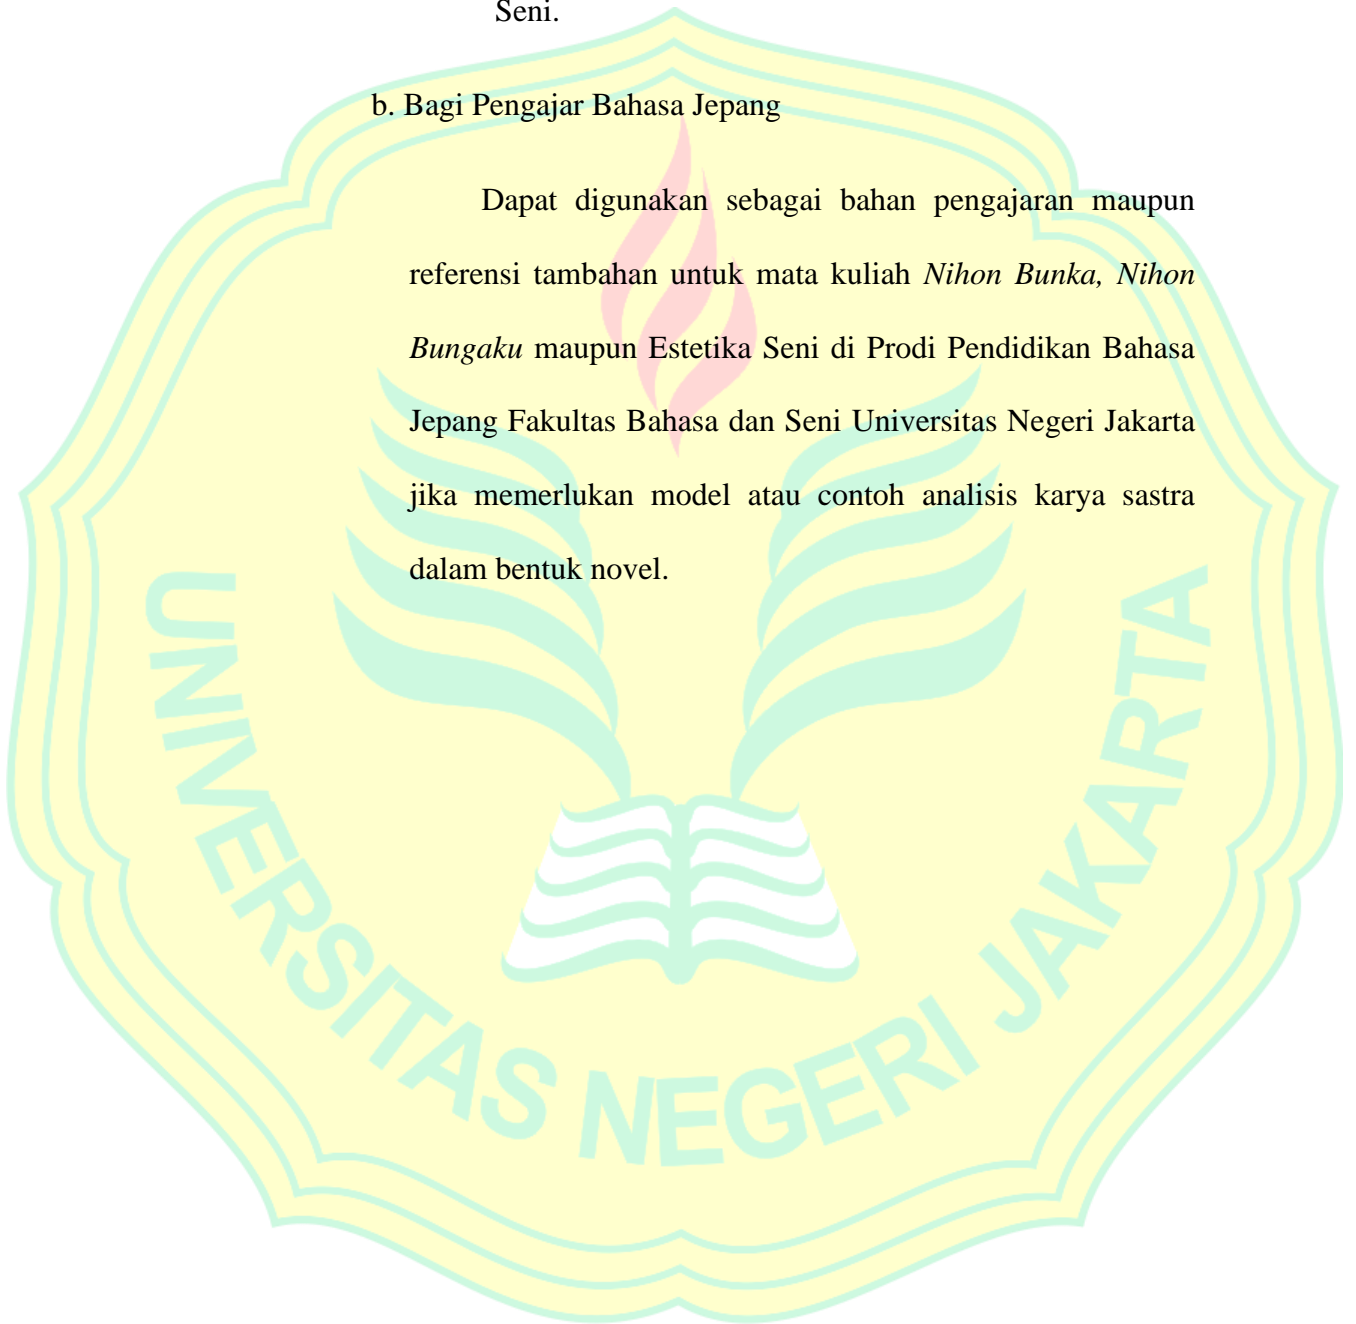 Seni.
b. Bagi Pengajar Bahasa Jepang
Dapat digunakan sebagai bahan pengajaran maupun
referensi tambahan untuk mata kuliah Nihon Bunka, Nihon
Bungaku maupun Estetika Seni di Prodi Pendidikan Bahasa
Jepang Fakultas Bahasa dan Seni Universitas Negeri Jakarta
jika memerlukan model atau contoh analisis karya sastra
dalam bentuk novel.
UNIVERSITAS NEGERI JAKARTA